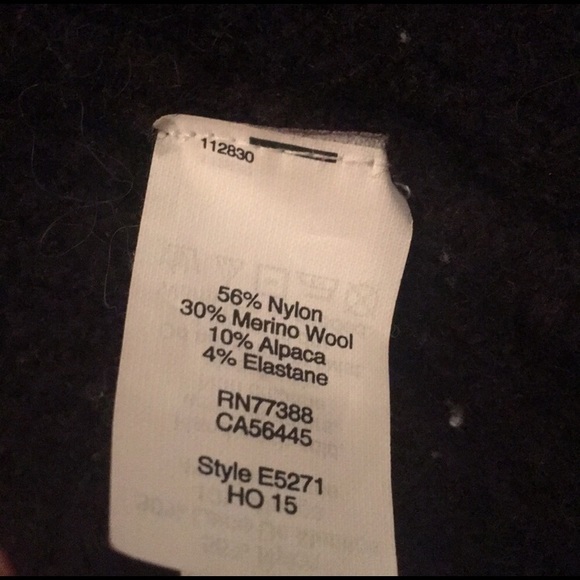 112830
56% Nylon
30% Merino Wool
10% Alpaca
4% Elastane
RN77388
CA56445
Style E5271
HO 15